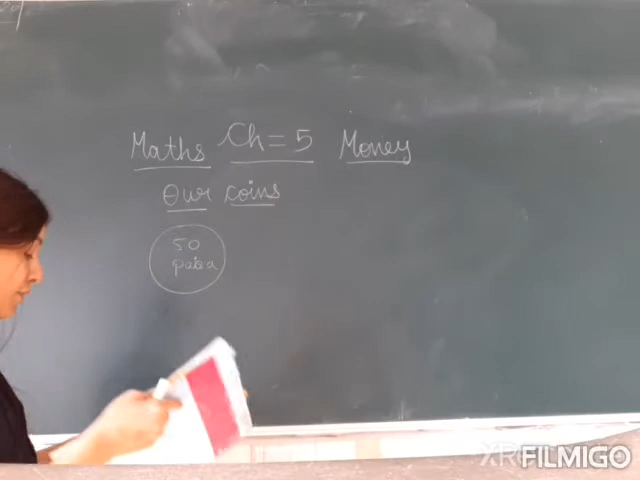 Maths Ch = 5 Money
Our coins
50
paisa
XRFILMIGO